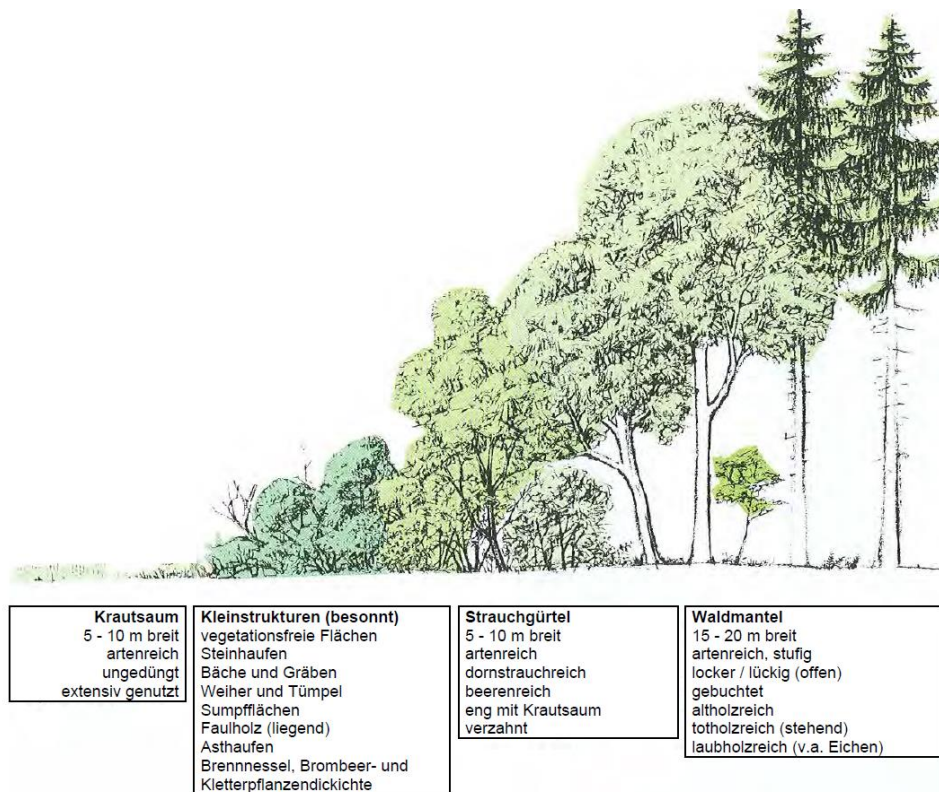 Krautsaum
5 - 10 m breit
artenreich
ungedüngt
extensiv genutzt
Kleinstrukturen (besonnt)
vegetationsfreie Flächen
Steinhaufen
Bäche und Gräben
Weiher und Tümpel
Sumpfflächen
Faulholz (liegend)
Asthaufen
Brennnessel, Brombeer- und
Kletterpflanzendickichte
Strauchgürtel
5 - 10 m breit
artenreich
dornstrauchreich
beerenreich
eng mit Krautsaum
verzahnt
Waldmantel
15 - 20 m breit
artenreich, stufig
locker / lückig (offen)
gebuchtet
altholzreich
totholzreich (stehend)
laubholzreich (v.a. Eichen)